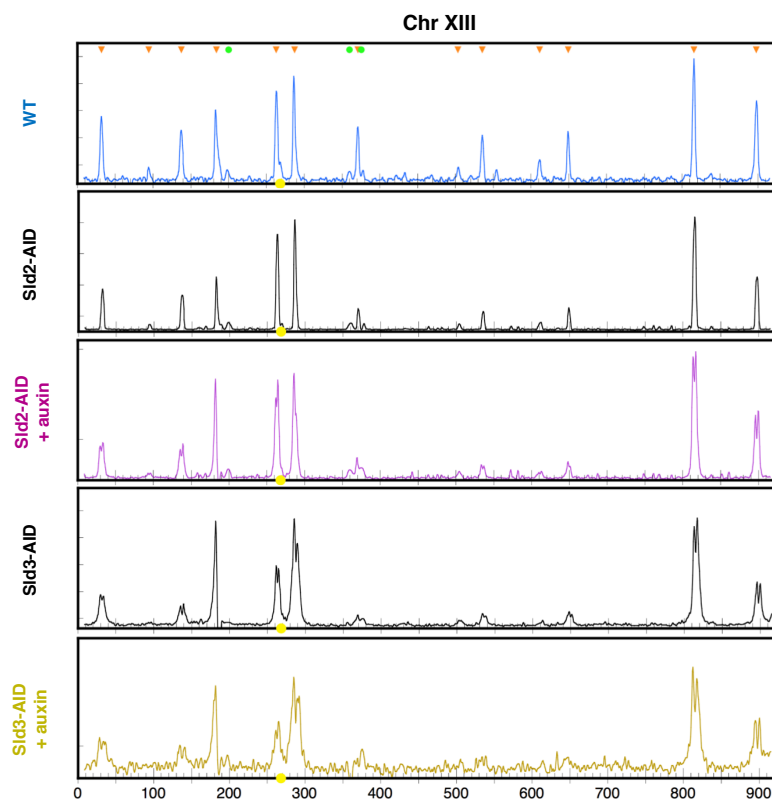 Chr XIII
WT
Sld2-AID
Sld2-AID
+ auxin
Sld3-AID
Sld3-AID
+ auxin
0 100 200 300 400 500 600 700 800 900